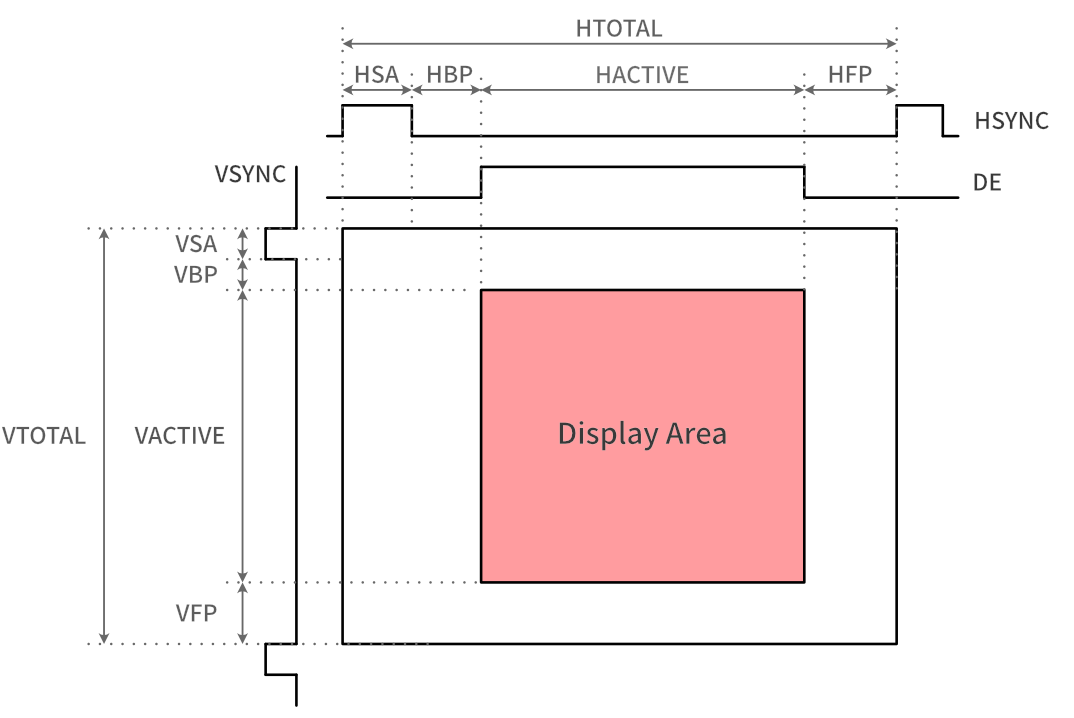 HTOTAL
HSA HBP HACTIVE HFP
HSYNC
VSYNC
DE
VSA
VBP
VTOTAL VACTIVE Display Area
VFP